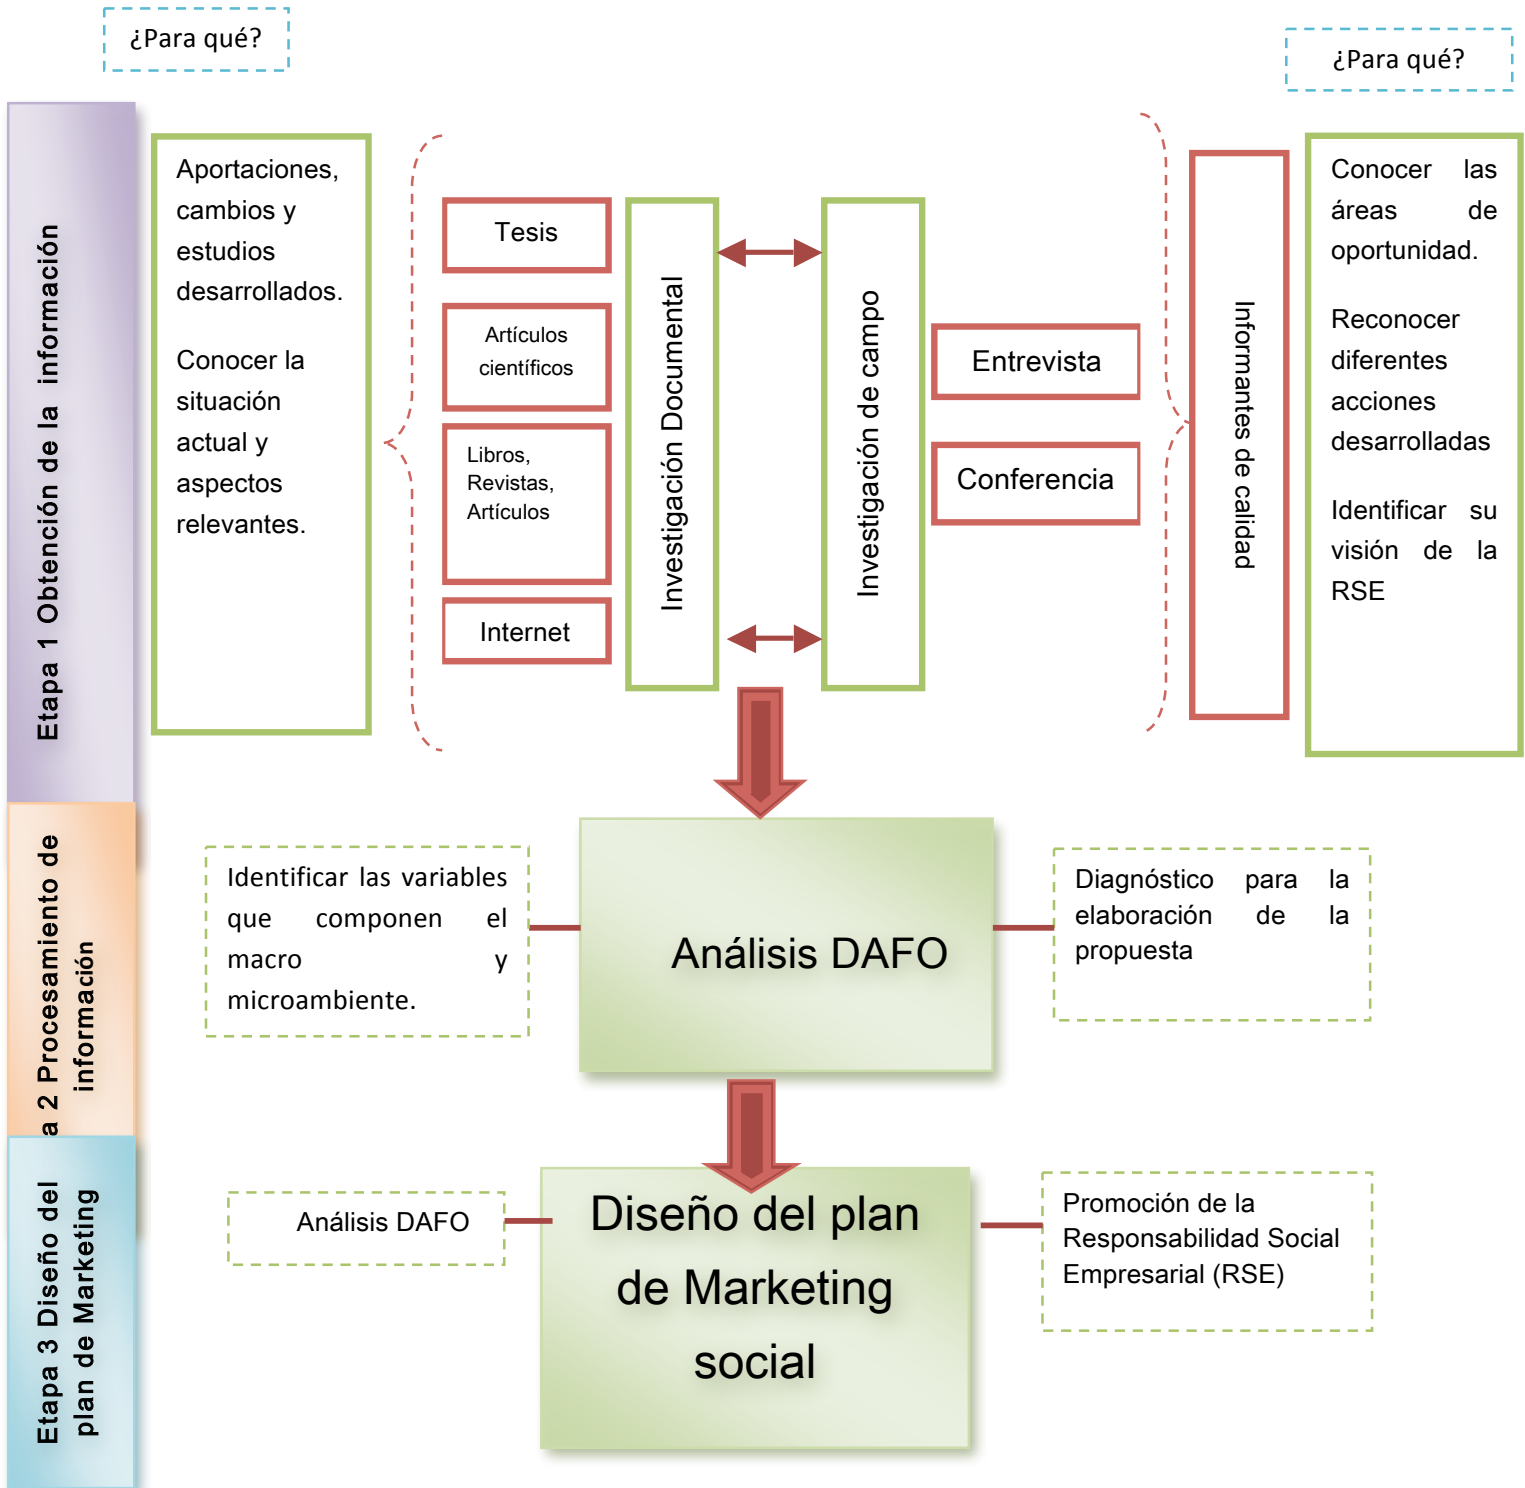 ¿Para qué?
¿Para qué?
Etapa 1 Obtención de la información
Aportaciones,
cambios y
estudios
desarrollados.
Conocer la
situación
actual y
aspectos
relevantes.
Tesis
Artículos
científicos
Libros,
Revistas,
Artículos
Internet
Investigación Documental
Investigación de campo
Entrevista
Conferencia
Informantes de calidad
Conocer las
áreas de
oportunidad.
Reconocer
diferentes
acciones
desarrolladas
Identificar su
visión de la
RSE
a 2 Procesamiento de
información
Identificar las variables
que componen el
macro y
microambiente.
Análisis DAFO
Diagnóstico para la
elaboración de la
propuesta
Etapa 3 Diseño del
plan de Marketing
Análisis DAFO
Diseño del plan
de Marketing
social
Promoción de la
Responsabilidad Social
Empresarial (RSE)